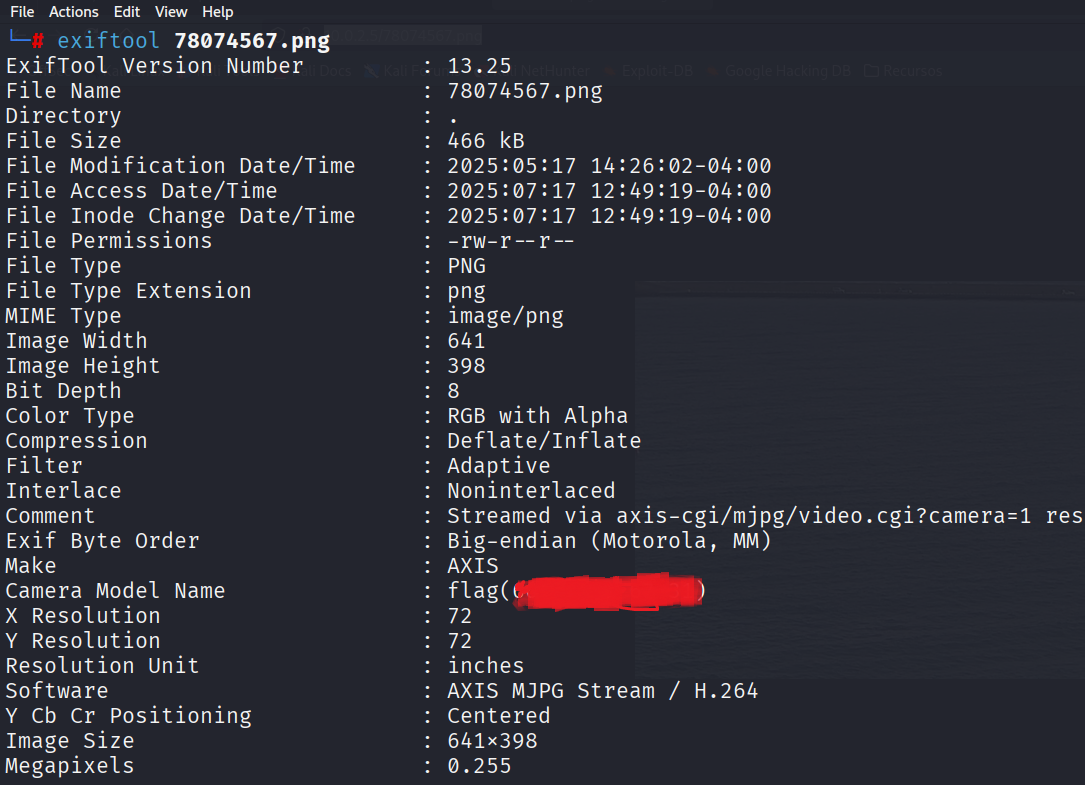 File Actions Edit View Help
└─# exiftool 78074567.png
ExifTool Version Number : 13.25
File Name : 78074567.png
Directory : .
File Size : 466 kB
File Modification Date/Time : 2025:05:17 14:26:02-04:00
File Access Date/Time : 2025:07:17 12:49:19-04:00
File Inode Change Date/Time : 2025:07:17 12:49:19-04:00
File Permissions : -rw-r--r--
File Type : PNG
File Type Extension : png
MIME Type : image/png
Image Width : 641
Image Height : 398
Bit Depth : 8
Color Type : RGB with Alpha
Compression : Deflate/Inflate
Filter : Adaptive
Interlace : Noninterlaced
Comment : Streamed via axis-cgi/mjpg/video.cgi?camera=1 res
Exif Byte Order : Big-endian (Motorola, MM)
Make : AXIS
Camera Model Name : flag( )
X Resolution : 72
Y Resolution : 72
Resolution Unit : inches
Software : AXIS MJPG Stream / H.264
Y Cb Cr Positioning : Centered
Image Size : 641×398
Megapixels : 0.255